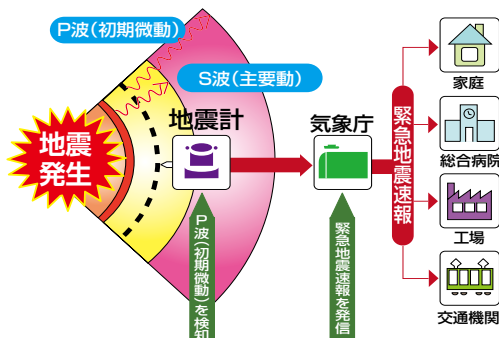 P波(初期微動)
S波(主要動)
地震
発生
地震計
P波(初期微動)を検知
気象庁
緊急地震速報を発信
緊急地震速報
家庭
総合病院
工場
交通機関